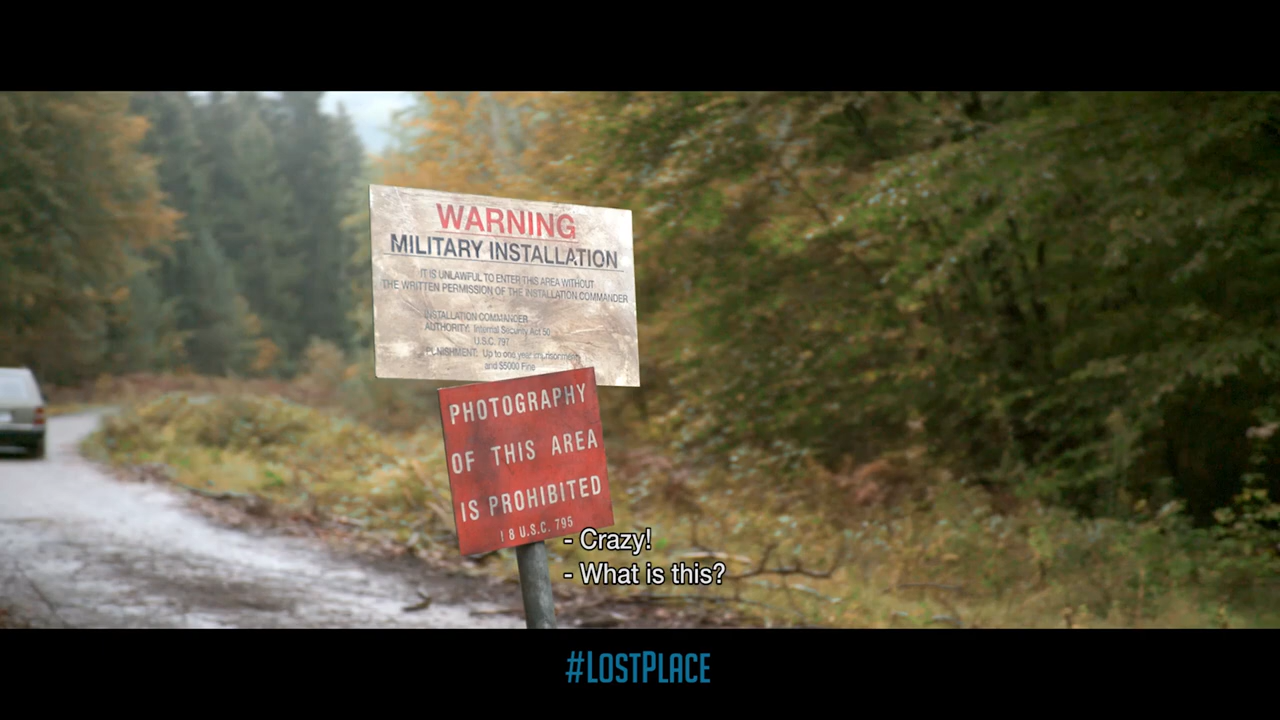 WARNING
MILITARY INSTALLATION
IT IS UNLAWFUL TO ENTER THIS AREA WITHOUT
THE WRITTEN PERMISSION OF THE INSTALLATION COMMANDER
INSTALLATION COMMANGER
AUTHORITY: Internal Security Act 50
U.S.C. 797
PUNISHMENT: Up to one year imprisonment
and $5000 Fine
PHOTOGRAPHY
OF THIS AREA
IS PROHIBITED
18 U.S.C. 795
- Crazy!
- What is this?
#LOSTPLACE